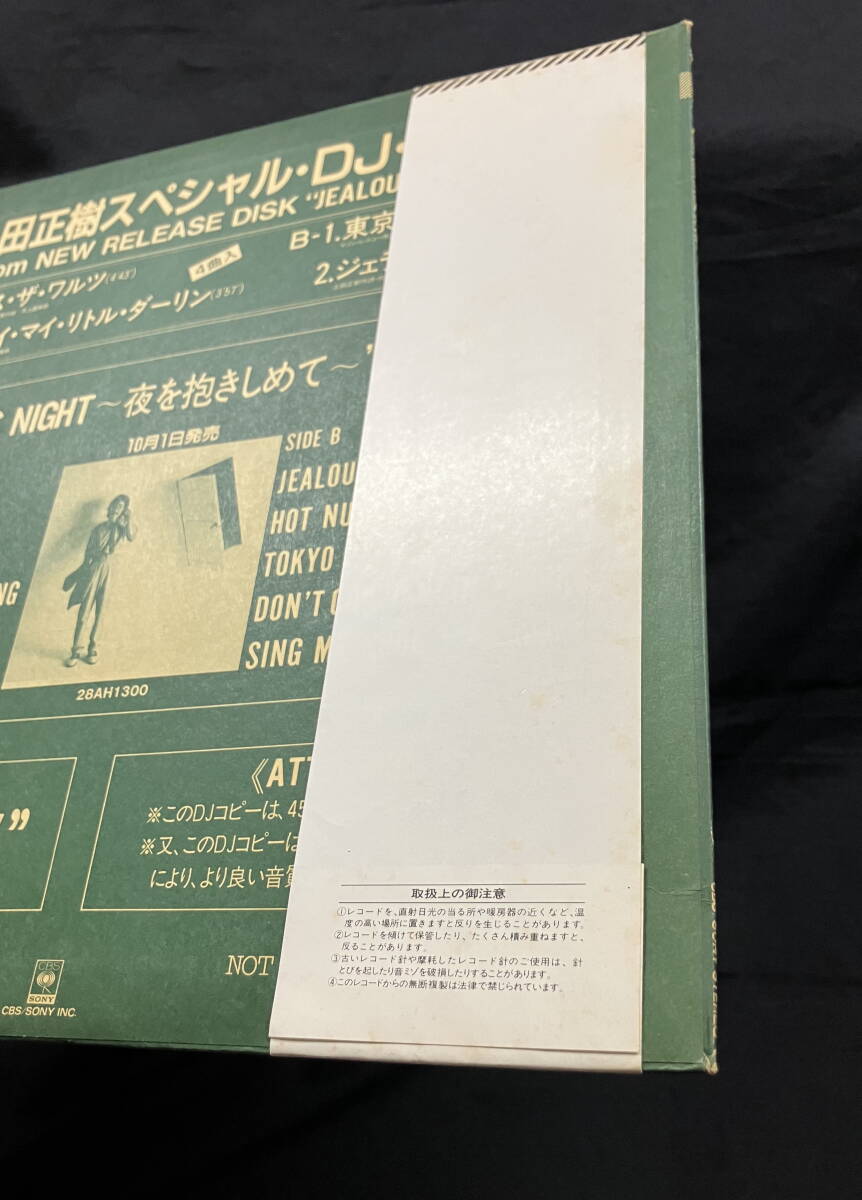 田正樹スペシャル・DJ・
om NEW RELEASE DISK "JEALOU
ス・ザ・ワルツ(4'43")
イ・マイ・リトル・ダーリン(3'57")
4曲入
B-1.東京
2.ジェラ
NIGHT〜夜を抱きしめて〜"
10月1日発売
28AH1300
NG
SIDE B
JEALOU
HOT NU
TOKYO
DON'T
SING M
"
《ATT
※このDJコピーは、45
※又、このDJコピーは
により、より良い音質
CBS
SONY
CBS/SONY INC.
NOT
取扱上の御注意
①レコードを、直射日光の当る所や暖房器の近くなど、温
度の高い場所に置きますと反りを生じることがあります。
②レコードを傾けて保管したり、たくさん積み重ねますと、
反ることがあります。
③古いレコード針や摩耗したレコード針のご使用は、針
とびを起したり音ミゾを破損したりすることがあります。
④このレコードからの無断複製は法律で禁じられています。